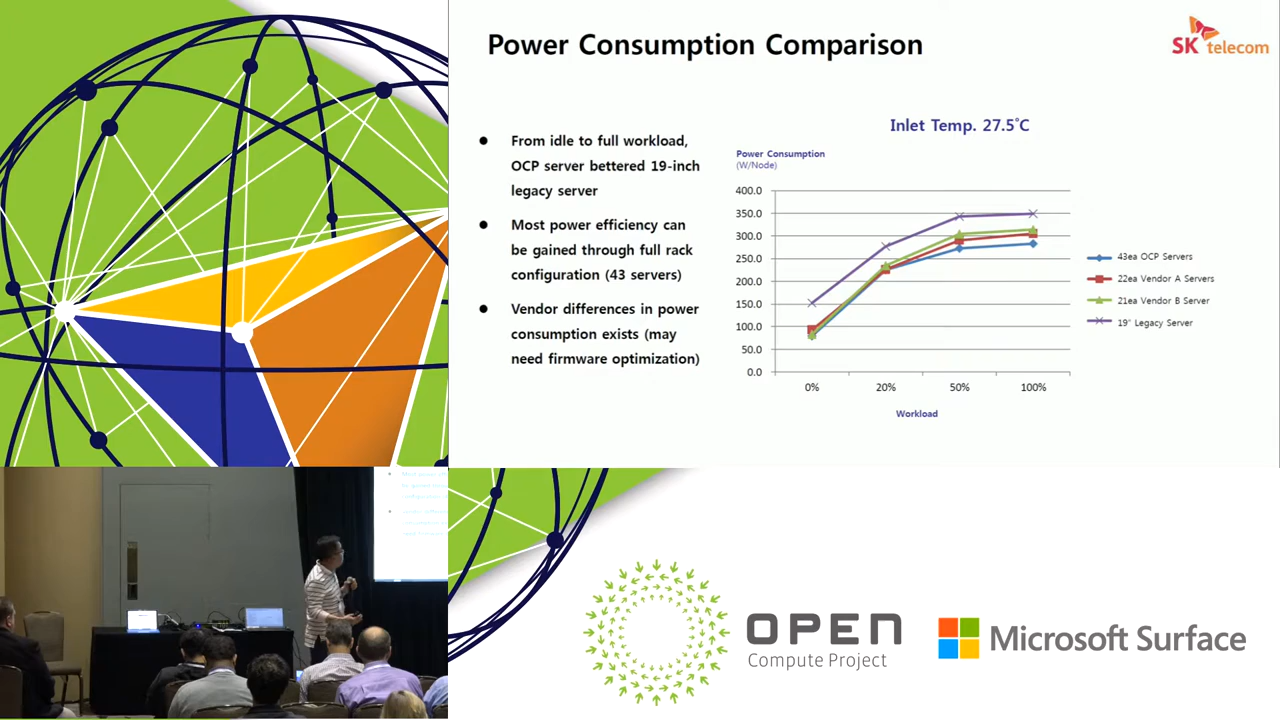 Power Consumption Comparison
SK telecom
● From idle to full workload,
OCP server bettered 19-inch
legacy server
● Most power efficiency can
be gained through full rack
configuration (43 servers)
● Vendor differences in power
consumption exists (may
need firmware optimization)
Inlet Temp. 27.5°C
Power Consumption
(W/Node)
400.0
350.0
300.0
250.0
200.0
150.0
100.0
50.0
0.0
0% 20% 50% 100%
Workload
43ea OCP Servers
22ea Vendor A Servers
21ea Vendor B Server
19" Legacy Server
OPEN
Compute Project
Microsoft Surface